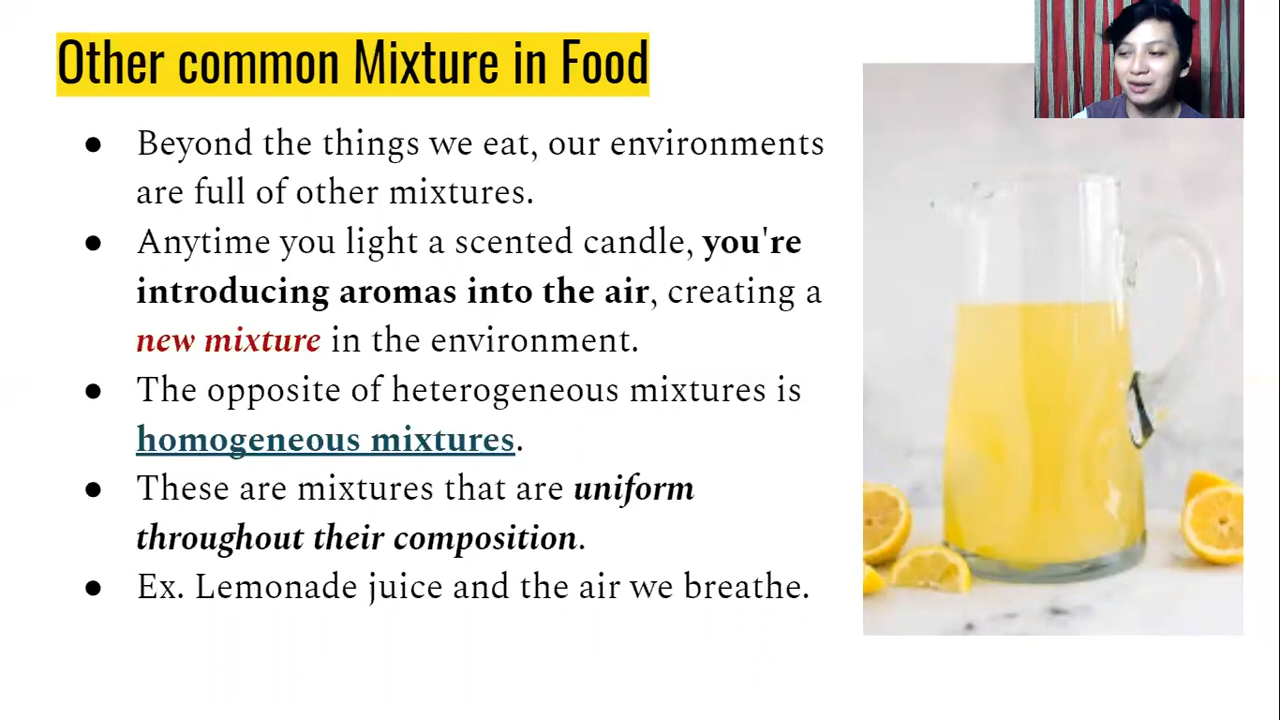 Other common Mixture in Food
● Beyond the things we eat, our environments
are full of other mixtures.
● Anytime you light a scented candle, you're
introducing aromas into the air, creating a
new mixture in the environment.
● The opposite of heterogeneous mixtures is
homogeneous mixtures.
● These are mixtures that are uniform
throughout their composition.
● Ex. Lemonade juice and the air we breathe.